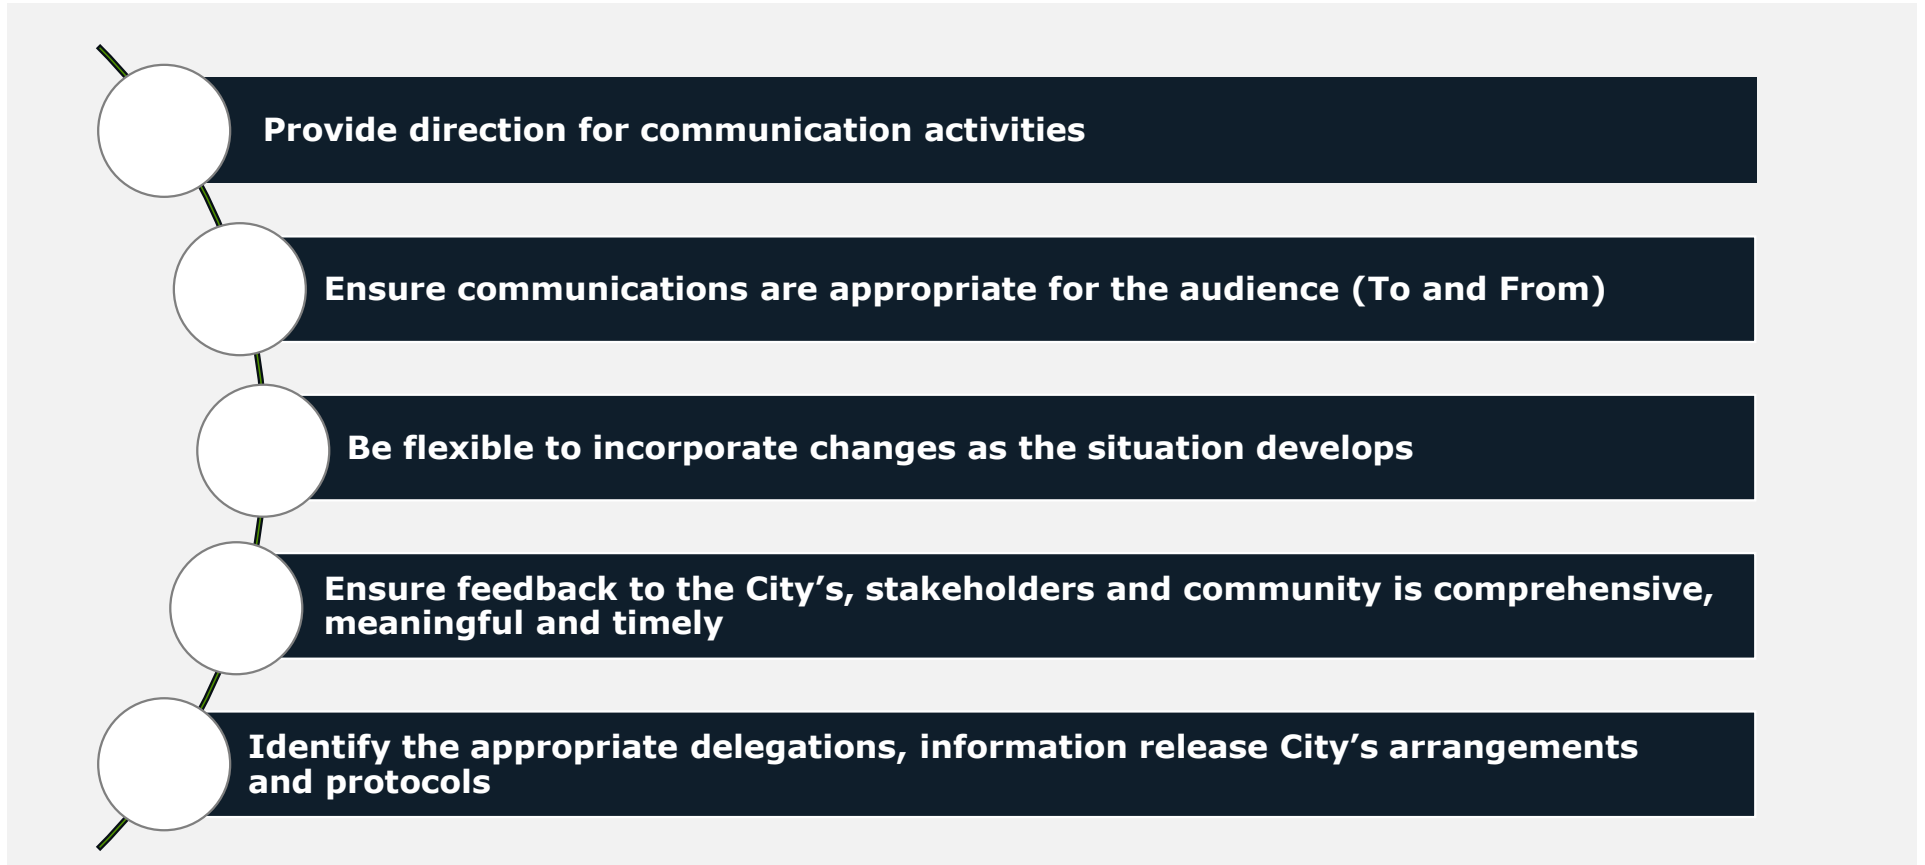 Provide direction for communication activities
Ensure communications are appropriate for the audience (To and From)
Be flexible to incorporate changes as the situation develops
Ensure feedback to the City’s, stakeholders and community is comprehensive,
meaningful and timely
Identify the appropriate delegations, information release City’s arrangements
and protocols